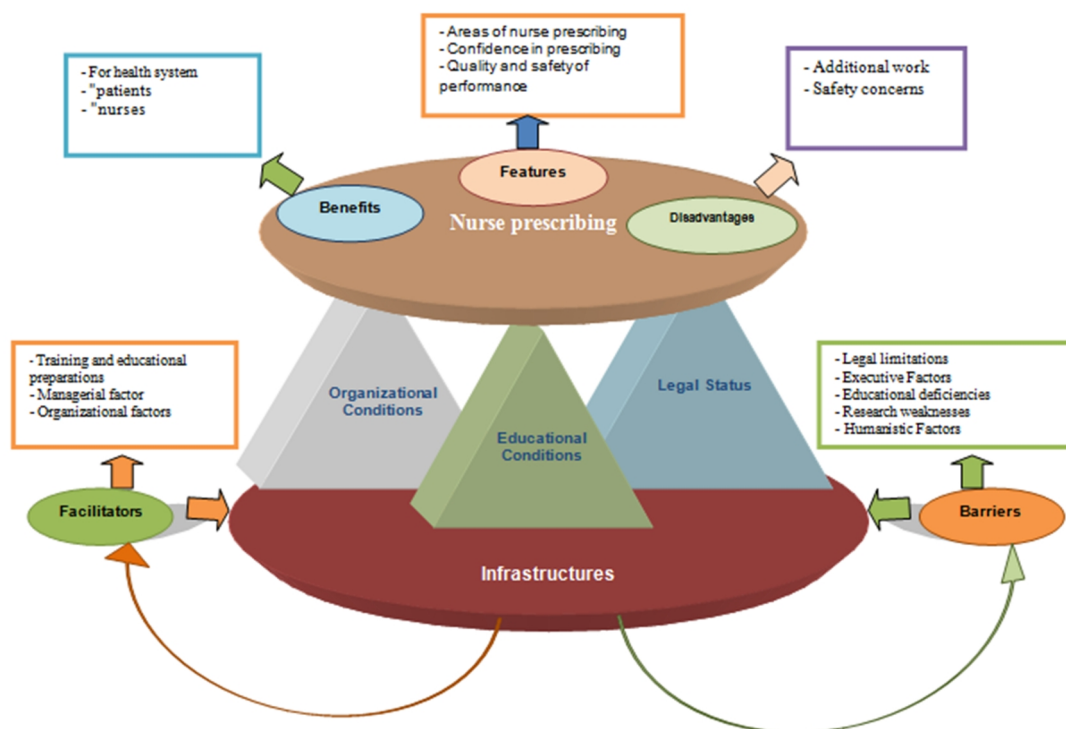 - Areas of nurse prescribing
- Confidence in prescribing
- Quality and safety of
performance
- For health system
- "patients
- "nurses
- Additional work
- Safety concerns
Features
Benefits
Nurse prescribing
Disadvantages
- Training and educational
preparations
- Managerial factor
- Organizational factors
Organizational
Conditions
Legal Status
Educational
Conditions
- Legal limitations
- Executive Factors
- Educational deficiencies
- Research weaknesses
- Humanistic Factors
Facilitators
Barriers
Infrastructures